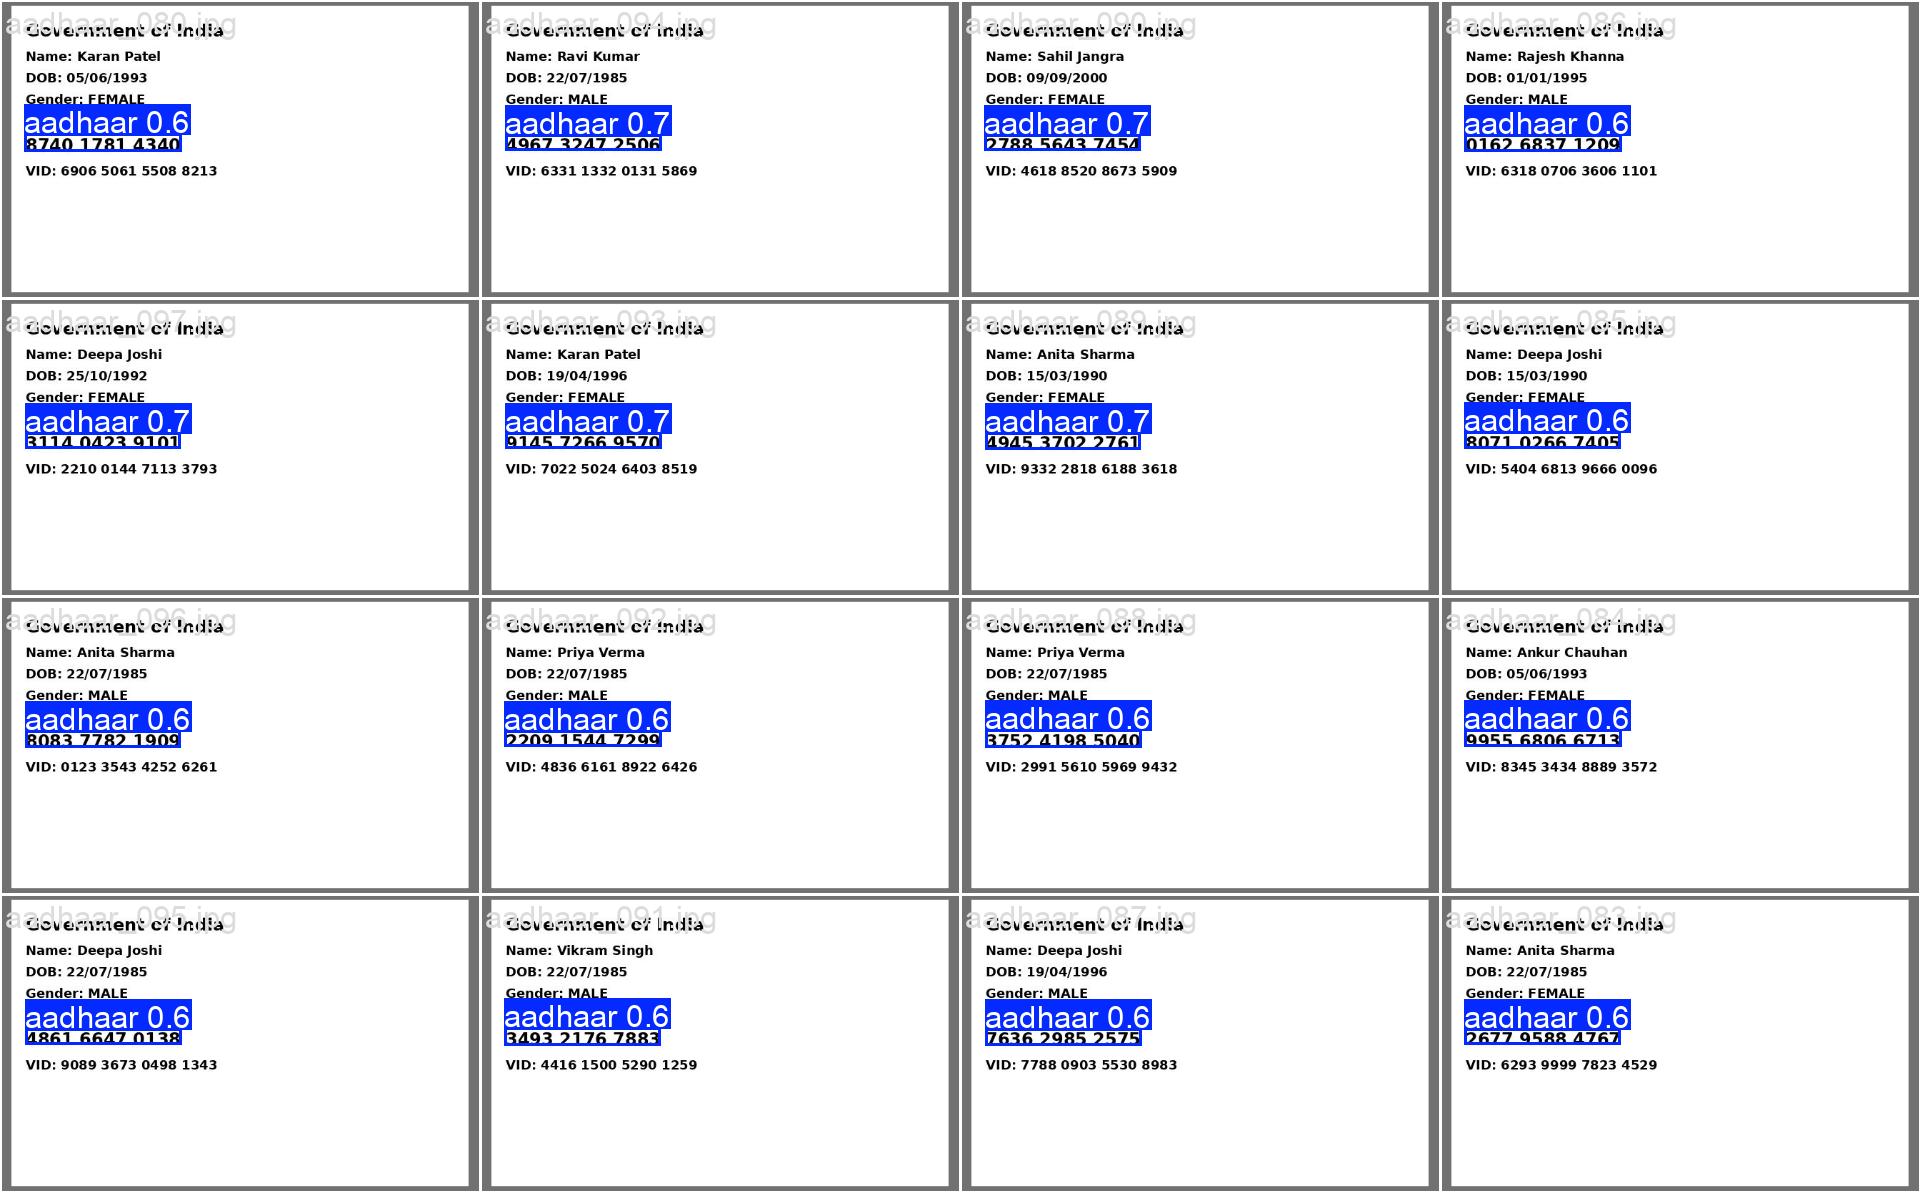 aadhaar_080.jpg
Government of India
Name: Karan Patel
DOB: 05/06/1993
Gender: FEMALE
aadhaar 0.6
8740 1781 4340
VID: 6906 5061 5508 8213
aadhaar_094.jpg
Government of India
Name: Ravi Kumar
DOB: 22/07/1985
Gender: MALE
aadhaar 0.7
4967 3247 2506
VID: 6331 1332 0131 5869
aadhaar_090.jpg
Government of India
Name: Sahil Jangra
DOB: 09/09/2000
Gender: FEMALE
aadhaar 0.7
2788 5643 7454
VID: 4618 8520 8673 5909
aadhaar_086.jpg
Government of India
Name: Rajesh Khanna
DOB: 01/01/1995
Gender: MALE
aadhaar 0.6
0162 6837 1209
VID: 6318 0706 3606 1101
aadhaar_097.jpg
Government of India
Name: Deepa Joshi
DOB: 25/10/1992
Gender: FEMALE
aadhaar 0.7
3114 0423 9101
VID: 2210 0144 7113 3793
aadhaar_093.jpg
Government of India
Name: Karan Patel
DOB: 19/04/1996
Gender: FEMALE
aadhaar 0.7
9145 7266 9570
VID: 7022 5024 6403 8519
aadhaar_089.jpg
Government of India
Name: Anita Sharma
DOB: 15/03/1990
Gender: FEMALE
aadhaar 0.7
4945 3702 2761
VID: 9332 2818 6188 3618
aadhaar_085.jpg
Government of India
Name: Deepa Joshi
DOB: 15/03/1990
Gender: FEMALE
aadhaar 0.6
8071 0266 7405
VID: 5404 6813 9666 0096
aadhaar_096.jpg
Government of India
Name: Anita Sharma
DOB: 22/07/1985
Gender: MALE
aadhaar 0.6
8083 7782 1909
VID: 0123 3543 4252 6261
aadhaar_092.jpg
Government of India
Name: Priya Verma
DOB: 22/07/1985
Gender: MALE
aadhaar 0.6
2209 1544 7299
VID: 4836 6161 8922 6426
aadhaar_088.jpg
Government of India
Name: Priya Verma
DOB: 22/07/1985
Gender: MALE
aadhaar 0.6
3752 4198 5040
VID: 2991 5610 5969 9432
aadhaar_084.jpg
Government of India
Name: Ankur Chauhan
DOB: 05/06/1993
Gender: FEMALE
aadhaar 0.6
9955 6806 6713
VID: 8345 3434 8889 3572
aadhaar_095.jpg
Government of India
Name: Deepa Joshi
DOB: 22/07/1985
Gender: MALE
aadhaar 0.6
4861 6647 0138
VID: 9089 3673 0498 1343
aadhaar_091.jpg
Government of India
Name: Vikram Singh
DOB: 22/07/1985
Gender: MALE
aadhaar 0.6
3493 2176 7883
VID: 4416 1500 5290 1259
aadhaar_087.jpg
Government of India
Name: Deepa Joshi
DOB: 19/04/1996
Gender: MALE
aadhaar 0.6
7636 2985 2575
VID: 7788 0903 5530 8983
aadhaar_083.jpg
Government of India
Name: Anita Sharma
DOB: 22/07/1985
Gender: FEMALE
aadhaar 0.6
2677 9588 4767
VID: 6293 9999 7823 4529